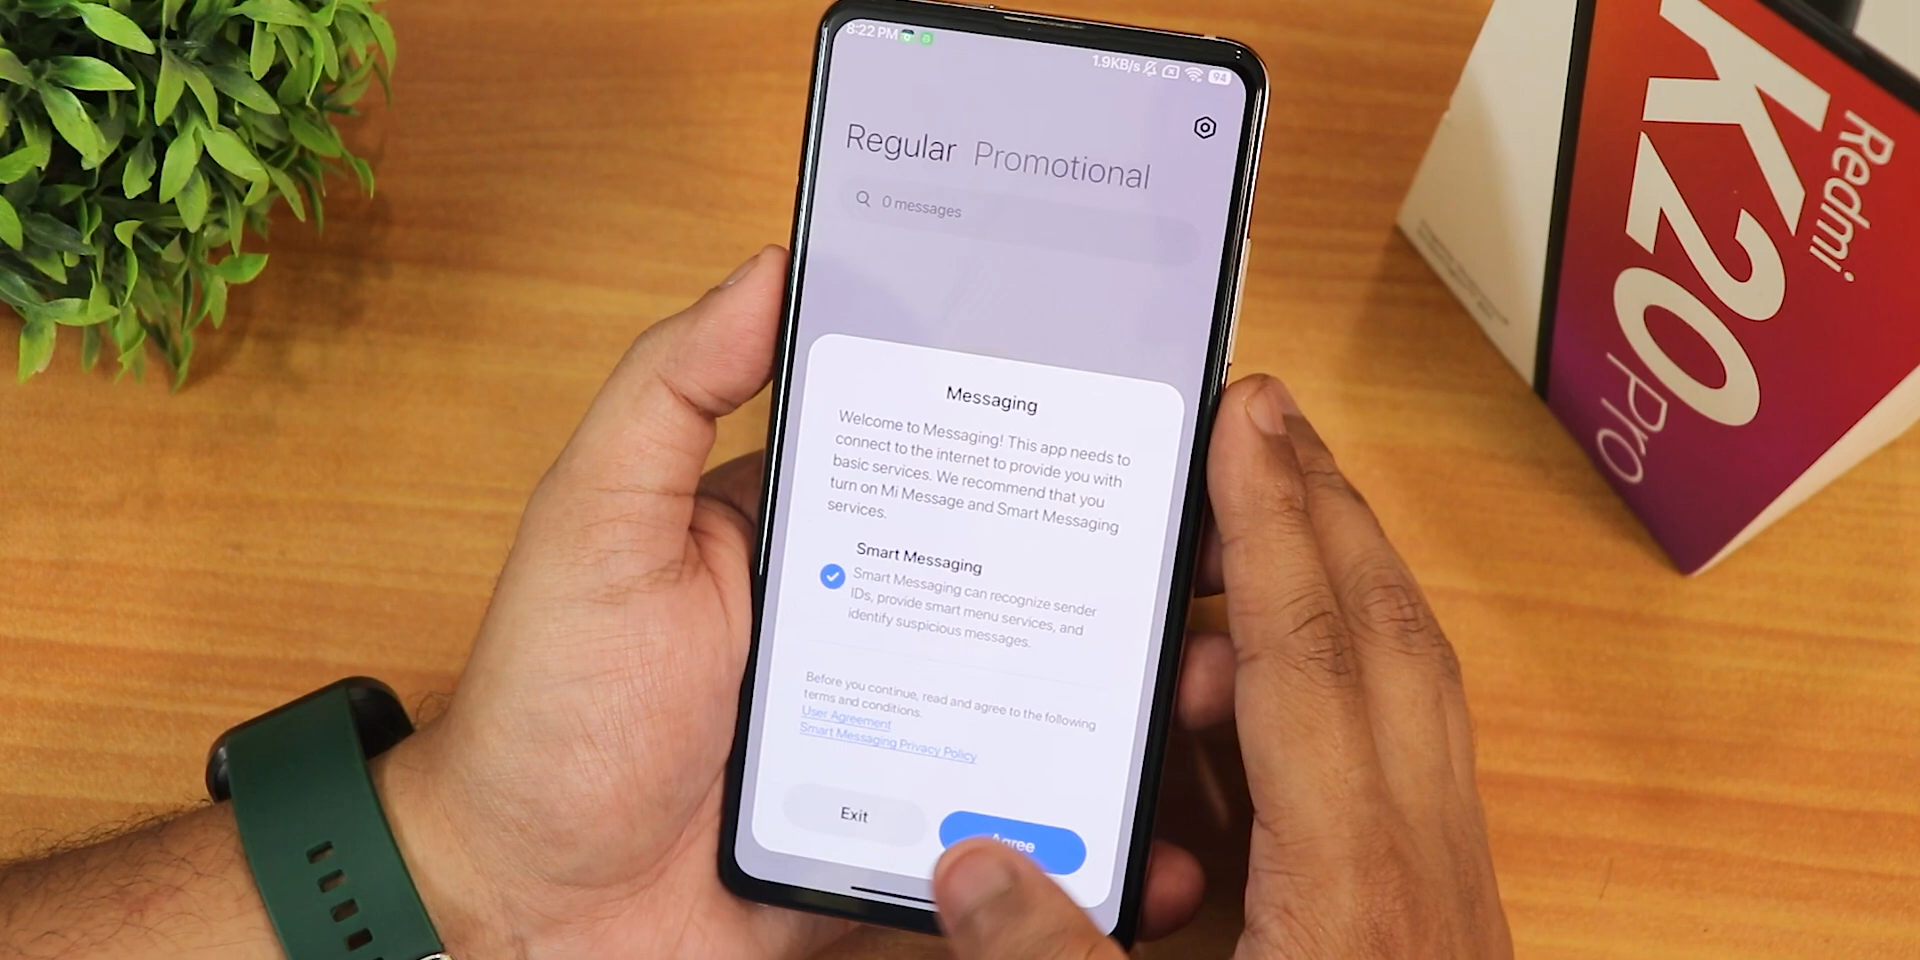 8:22 PM
1.9KB/s
94
Regular Promotional
0 messages
Messaging
Welcome to Messaging! This app needs to
connect to the internet to provide you with
basic services. We recommend that you
turn on Mi Message and Smart Messaging
services.
Smart Messaging
Smart Messaging can recognize sender
IDs, provide smart menu services, and
identify suspicious messages.
Before you continue, read and agree to the following
terms and conditions.
User Agreement
Smart Messaging Privacy Policy
Exit
Agree
Redmi
K20
Pro